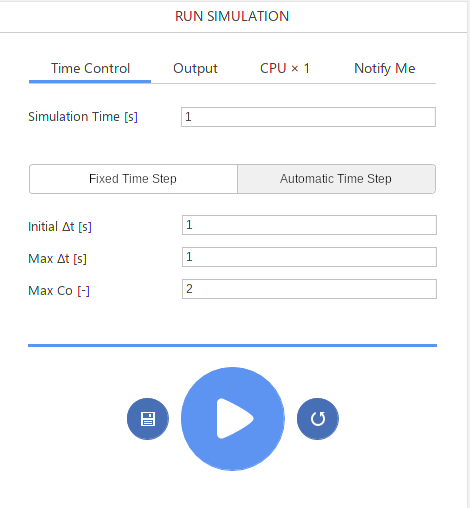 RUN SIMULATION
Time Control Output CPU × 1 Notify Me
Simulation Time [s] 1
Fixed Time Step Automatic Time Step
Initial Δt [s] 1
Max Δt [s] 1
Max Co [-] 2